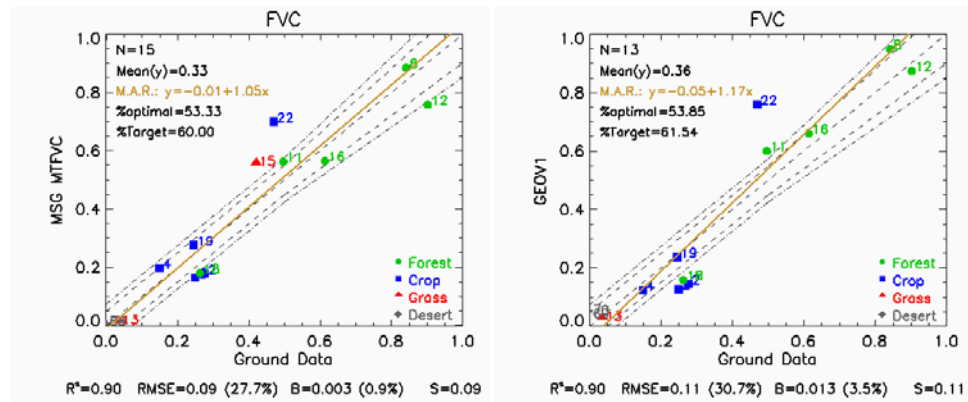 FVC
N=15
Mean(y)=0.33
M.A.R.: y=-0.01+1.05x
%optimal=53.33
%Target=60.00
1.0
0.8
0.6
0.4
0.2
0.0
MSG MTFVC
8
12
22
15
11
16
19
4
2
18
13
Forest
Crop
Grass
Desert
0.0 0.2 0.4 0.6 0.8 1.0
Ground Data
R²=0.90 RMSE=0.09 (27.7%) B=0.003 (0.9%) S=0.09
FVC
N=13
Mean(y)=0.36
M.A.R.: y=-0.05+1.17x
%optimal=53.85
%Target=61.54
1.0
0.8
0.6
0.4
0.2
0.0
GEOV1
8
12
22
16
11
19
18
4
2
20
13
Forest
Crop
Grass
Desert
0.0 0.2 0.4 0.6 0.8 1.0
Ground Data
R²=0.90 RMSE=0.11 (30.7%) B=0.013 (3.5%) S=0.11